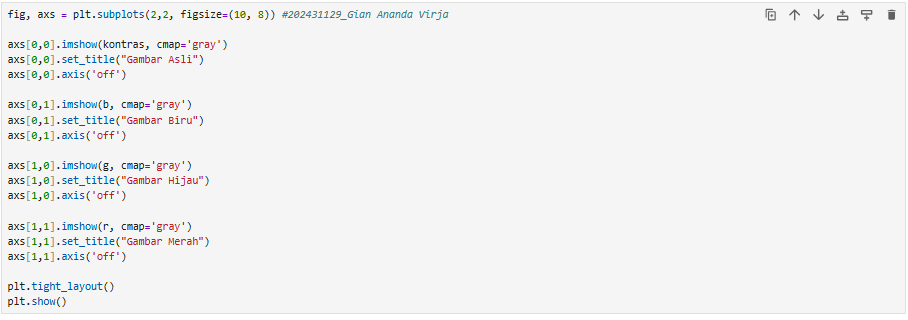 fig, axs = plt.subplots(2,2, figsize=(10, 8)) #202431129_Gian Ananda Virja
axs[0,0].imshow(kontras, cmap='gray')
axs[0,0].set_title("Gambar Asli")
axs[0,0].axis('off')
axs[0,1].imshow(b, cmap='gray')
axs[0,1].set_title("Gambar Biru")
axs[0,1].axis('off')
axs[1,0].imshow(g, cmap='gray')
axs[1,0].set_title("Gambar Hijau")
axs[1,0].axis('off')
axs[1,1].imshow(r, cmap='gray')
axs[1,1].set_title("Gambar Merah")
axs[1,1].axis('off')
plt.tight_layout()
plt.show()